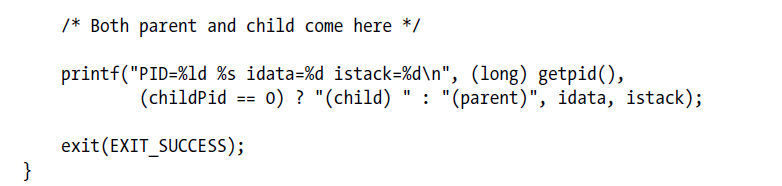 /* Both parent and child come here */
printf("PID=%ld %s idata=%d istack=%d\n", (long) getpid(),
(childPid == 0) ? "(child) " : "(parent)", idata, istack);
exit(EXIT_SUCCESS);
}